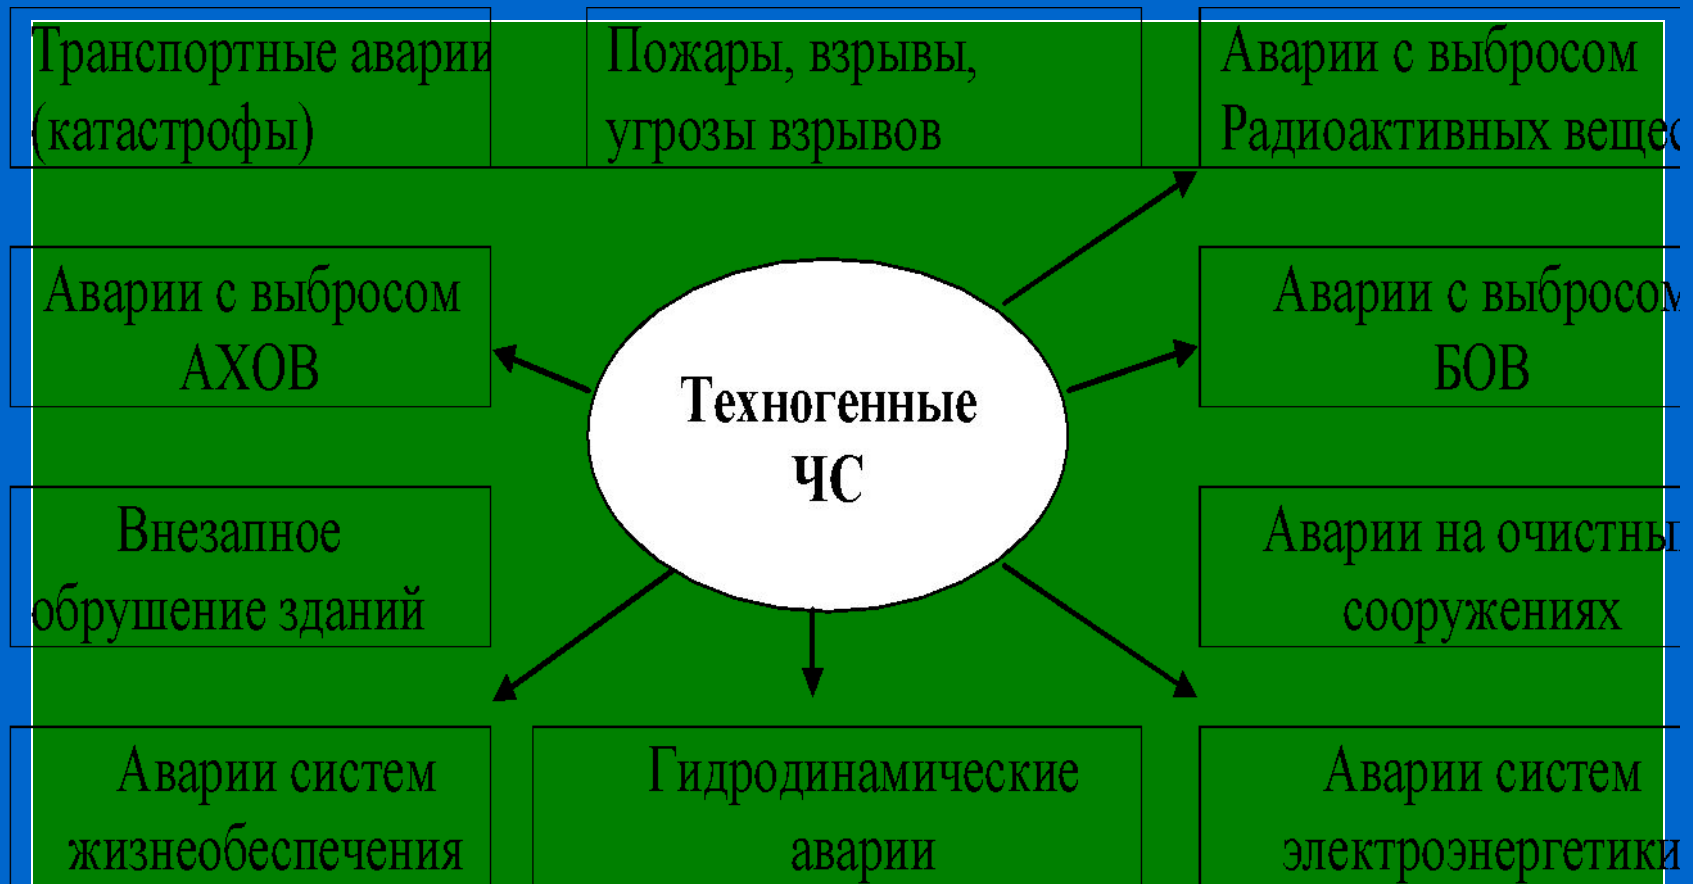 Транспортные аварии
(катастрофы)
Пожары, взрывы,
угрозы взрывов
Аварии с выбросом
Радиоактивных вещес
Аварии с выбросом
АХОВ
Аварии с выбросом
БОВ
Техногенные
ЧС
Внезапное
обрушение зданий
Аварии на очистны
сооружениях
Аварии систем
жизнеобеспечения
Гидродинамические
аварии
Аварии систем
электроэнергетики